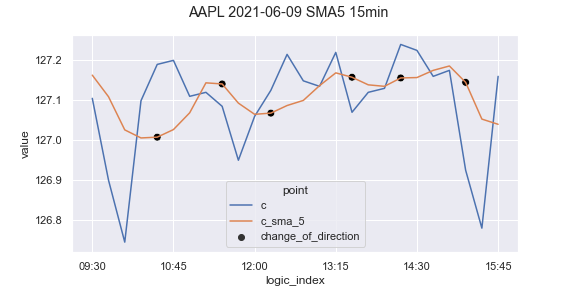 AAPL 2021-06-09 SMA5 15min
value
127.2
127.1
127.0
126.9
126.8
point
c
c_sma_5
change_of_direction
09:30 10:45 12:00 13:15 14:30 15:45
logic_index